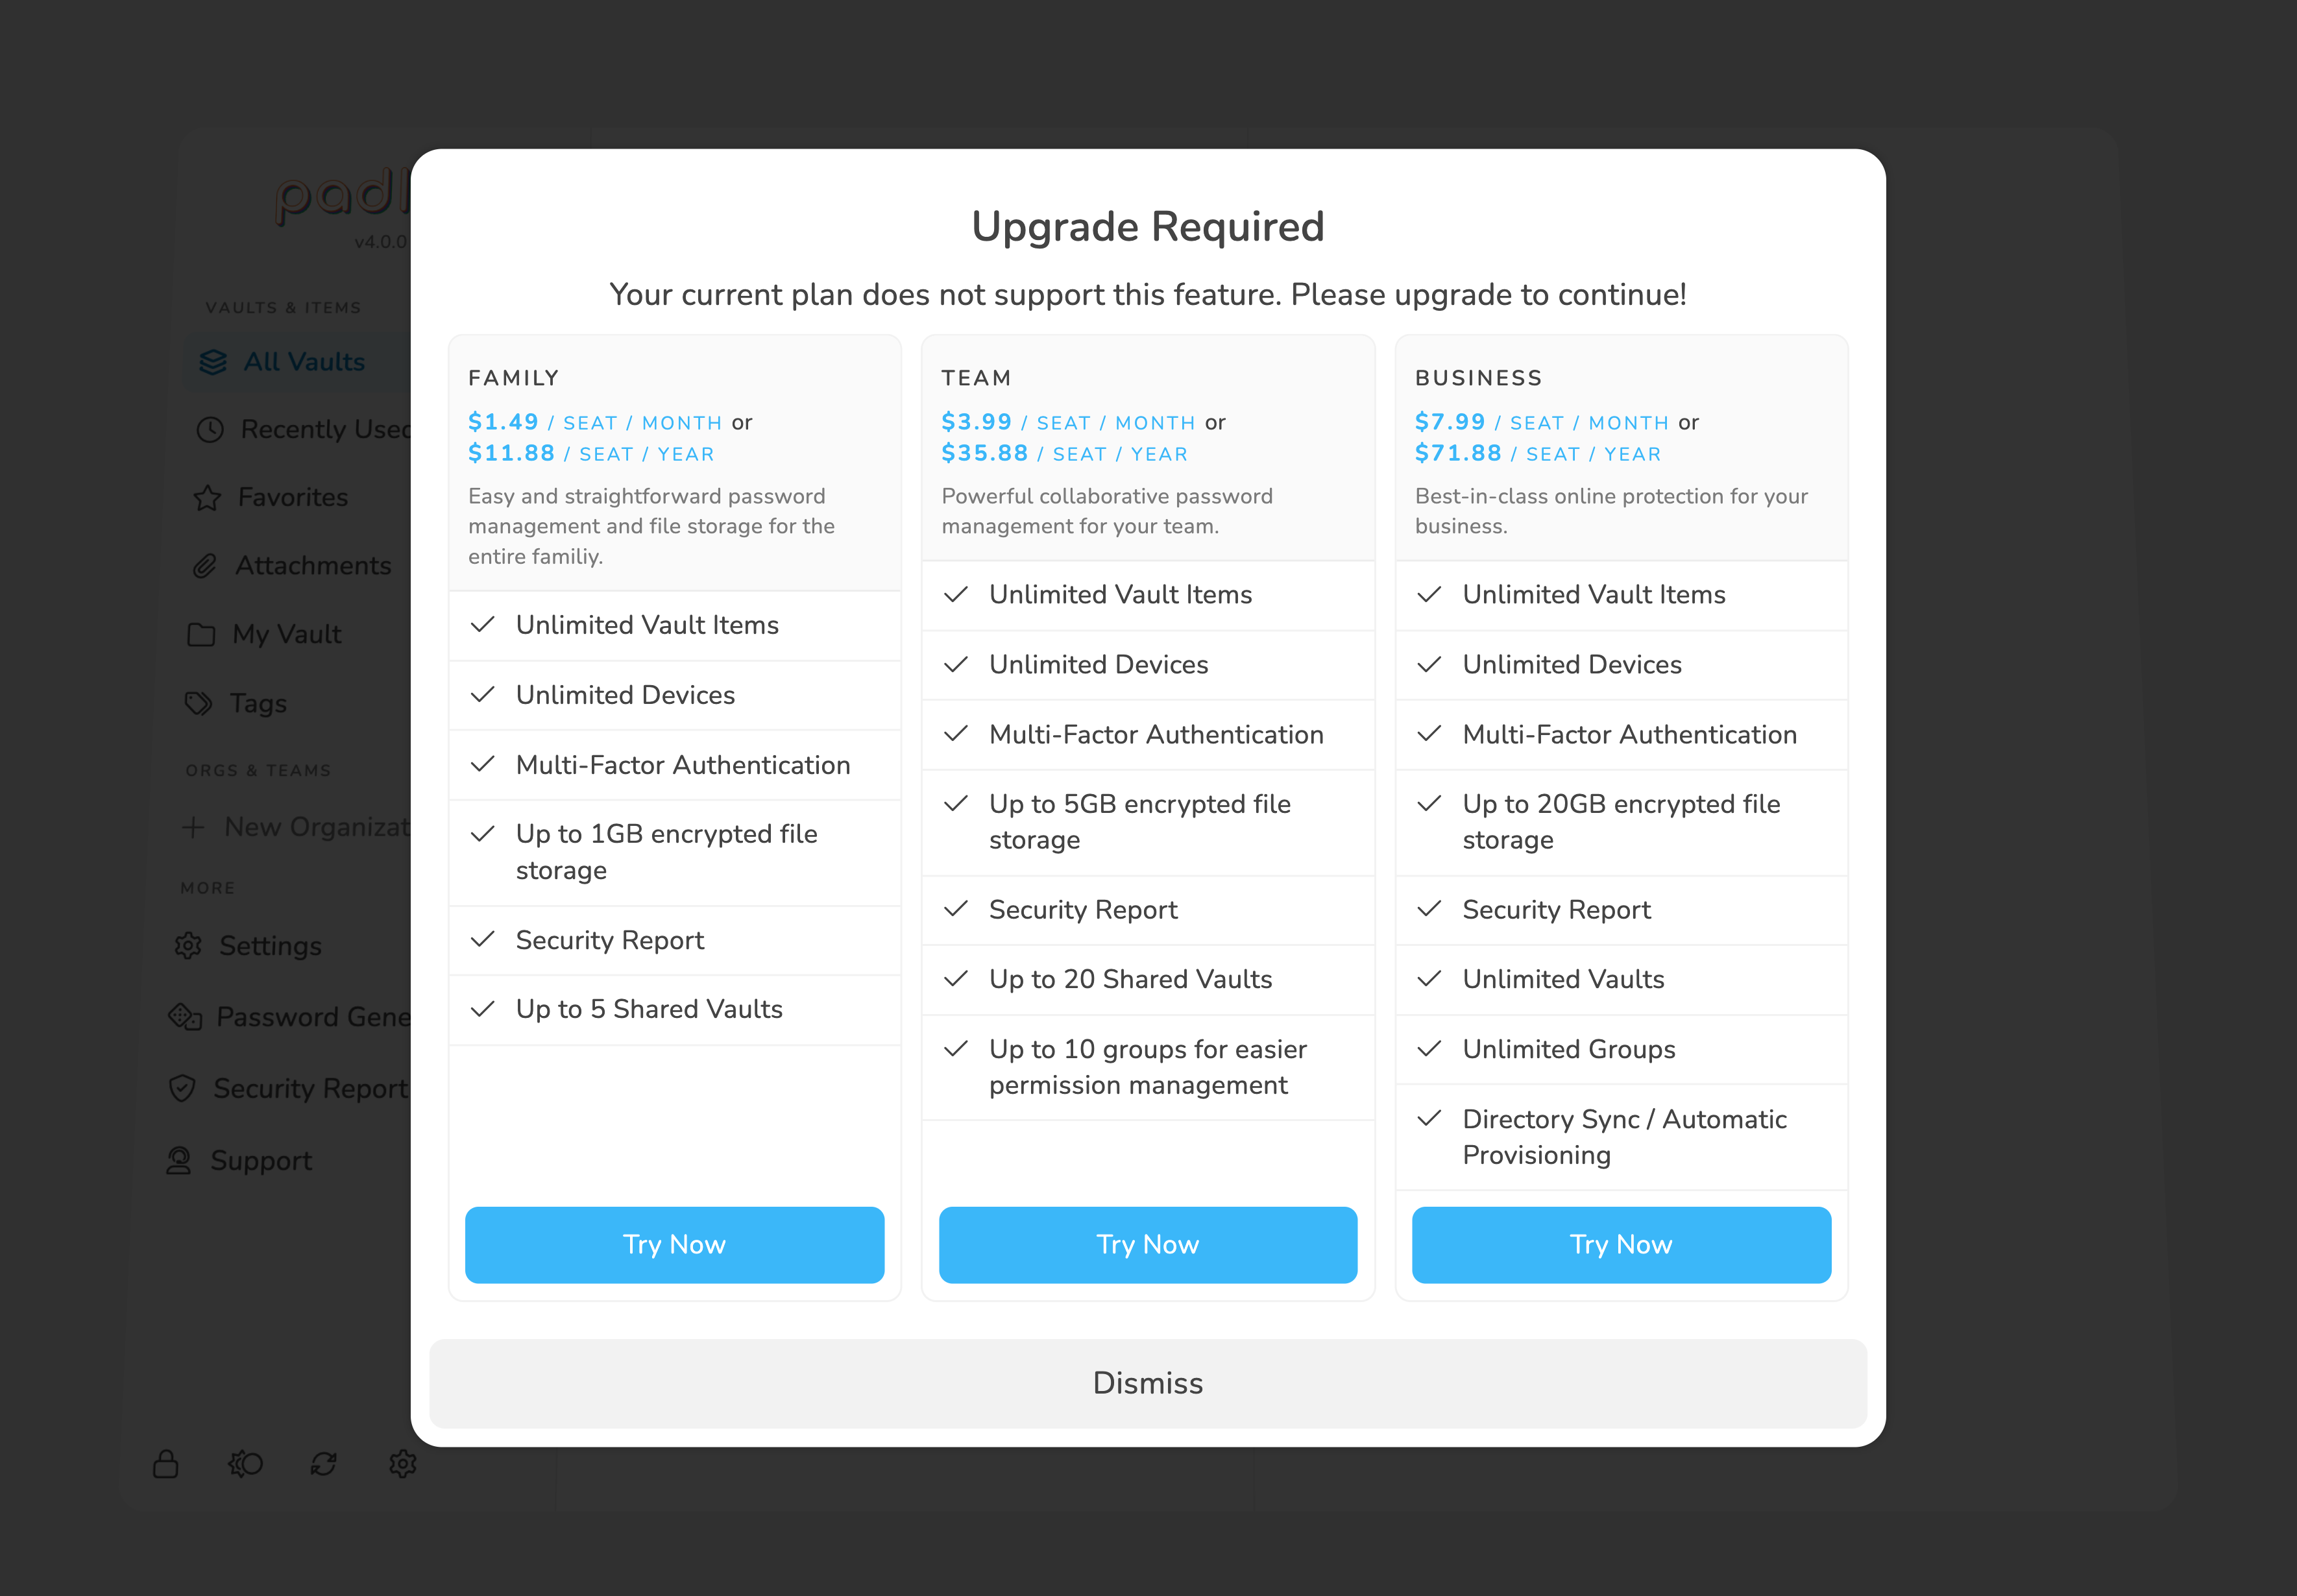 padl
v4.0.0
VAULTS & ITEMS
All Vaults
Recently Used
Favorites
Attachments
My Vault
Tags
ORGS & TEAMS
New Organizat
MORE
Settings
Password Gene
Security Report
Support
Upgrade Required
Your current plan does not support this feature. Please upgrade to continue!
FAMILY
$1.49 / SEAT / MONTH or
$11.88 / SEAT / YEAR
Easy and straightforward password
management and file storage for the
entire familiy.
Unlimited Vault Items
Unlimited Devices
Multi-Factor Authentication
Up to 1GB encrypted file
storage
Security Report
Up to 5 Shared Vaults
Try Now
TEAM
$3.99 / SEAT / MONTH or
$35.88 / SEAT / YEAR
Powerful collaborative password
management for your team.
Unlimited Vault Items
Unlimited Devices
Multi-Factor Authentication
Up to 5GB encrypted file
storage
Security Report
Up to 20 Shared Vaults
Up to 10 groups for easier
permission management
Try Now
BUSINESS
$7.99 / SEAT / MONTH or
$71.88 / SEAT / YEAR
Best-in-class online protection for your
business.
Unlimited Vault Items
Unlimited Devices
Multi-Factor Authentication
Up to 20GB encrypted file
storage
Security Report
Unlimited Vaults
Unlimited Groups
Directory Sync / Automatic
Provisioning
Try Now
Dismiss